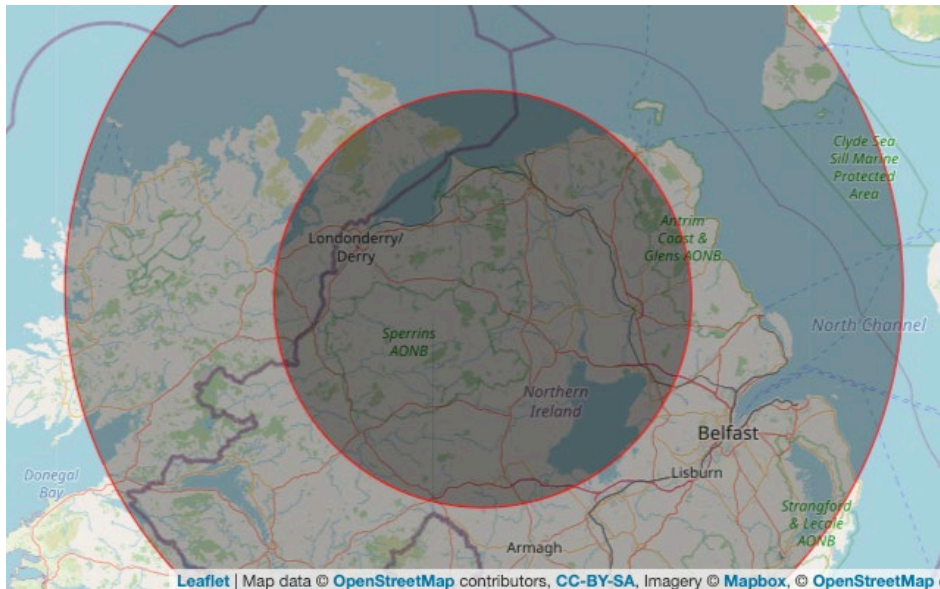 Clyde Sea
Sill Marine
Protected
Area
Londonderry/
Derry
Antrim
Coast &
Glens AONB
Sperrins
AONB
North Channel
Northern
Ireland
Belfast
Lisburn
Donegal
Bay
Strangford
& Lecale
AONB
Armagh
Leaflet | Map data © OpenStreetMap contributors, CC-BY-SA, Imagery © Mapbox, © OpenStreetMap